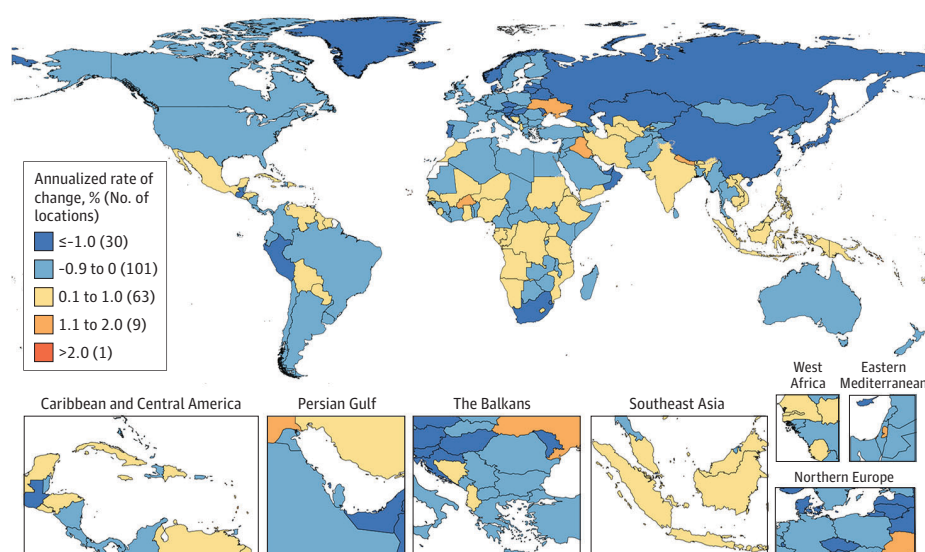 Annualized rate of
change, % (No. of
locations)
≤-1.0 (30)
-0.9 to 0 (101)
0.1 to 1.0 (63)
1.1 to 2.0 (9)
>2.0 (1)
Caribbean and Central America
Persian Gulf
The Balkans
Southeast Asia
West
Africa
Eastern
Mediterranean
Northern Europe